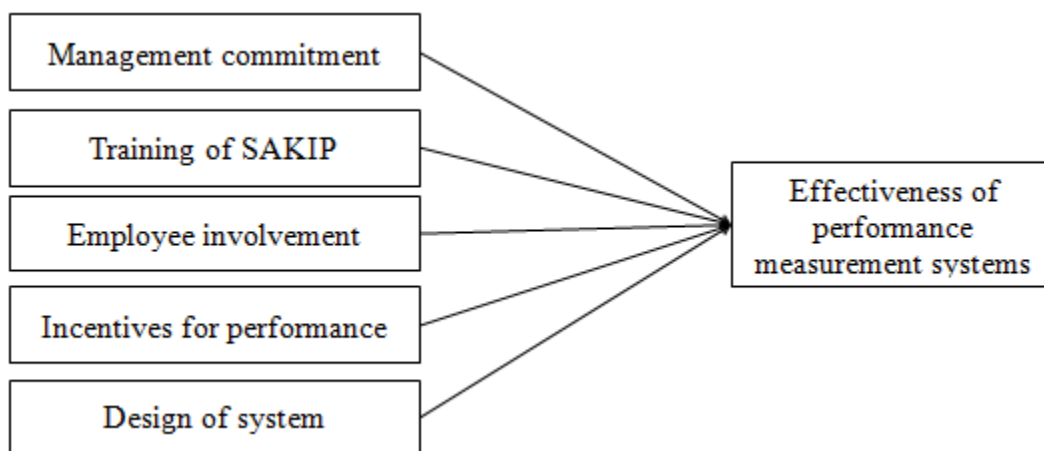 Management commitment
Training of SAKIP
Employee involvement
Incentives for performance
Design of system
Effectiveness of
performance
measurement systems